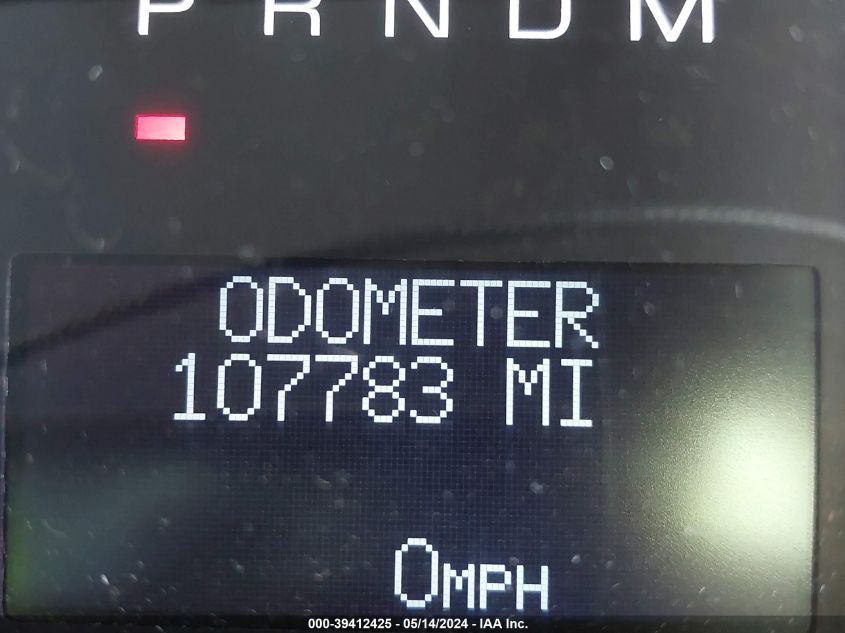 P R N D M
ODOMETER
107783 MI
0MPH
000-39412425 - 05/14/2024 - IAA Inc.